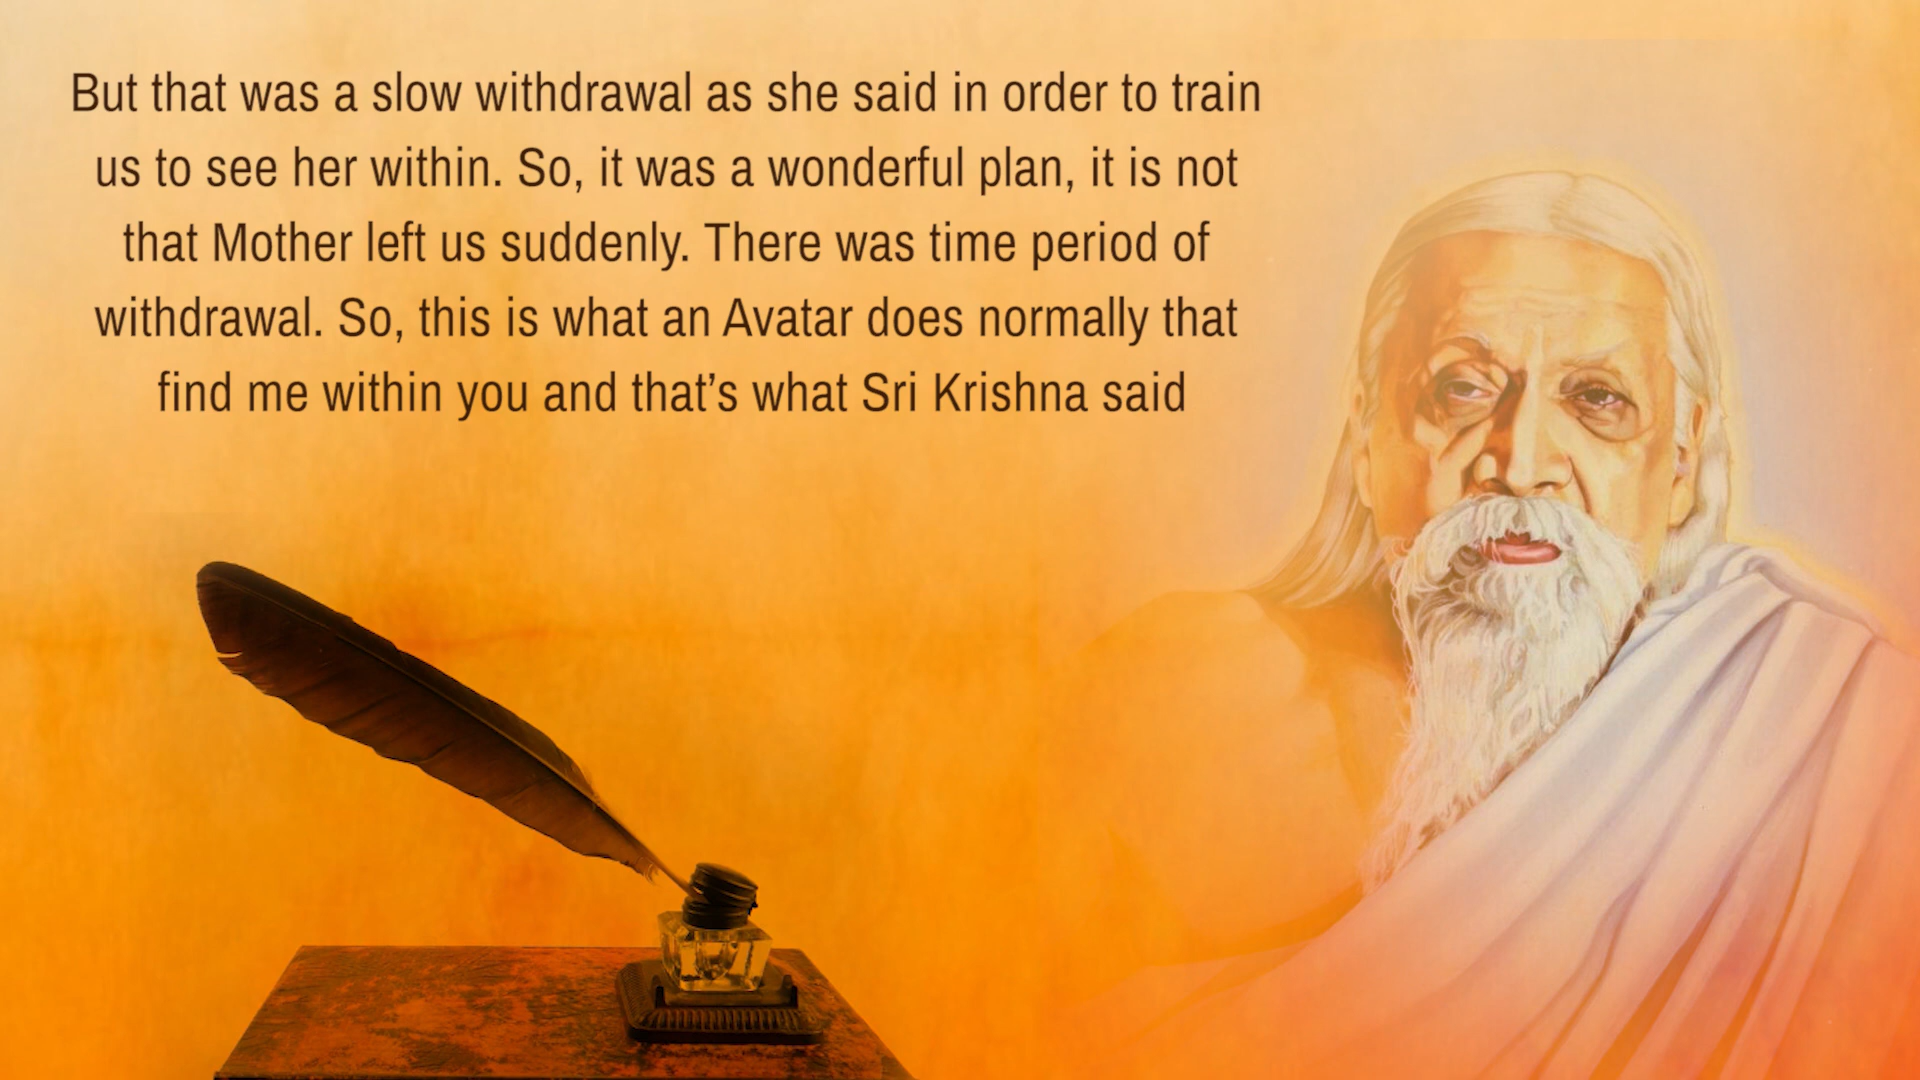 But that was a slow withdrawal as she said in order to train
us to see her within. So, it was a wonderful plan, it is not
that Mother left us suddenly. There was time period of
withdrawal. So, this is what an Avatar does normally that
find me within you and that’s what Sri Krishna said